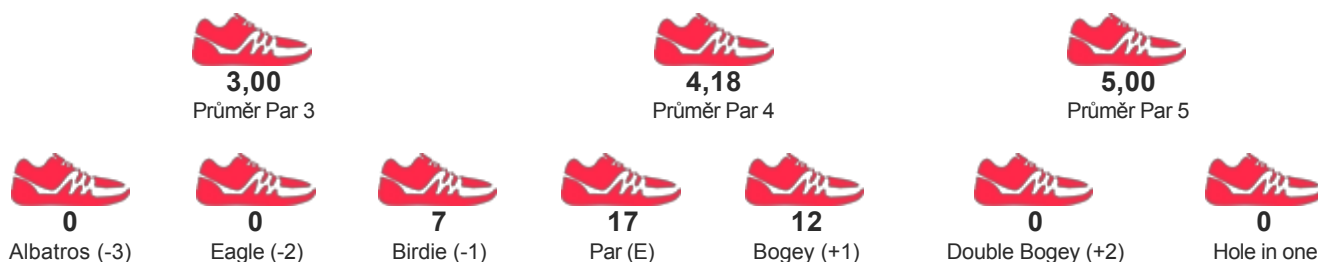 3,00 4,18 5,00
Průměr Par 3 Průměr Par 4 Průměr Par 5
0 0 7 17 12 0 0
Albatros (-3) Eagle (-2) Birdie (-1) Par (E) Bogey (+1) Double Bogey (+2) Hole in one